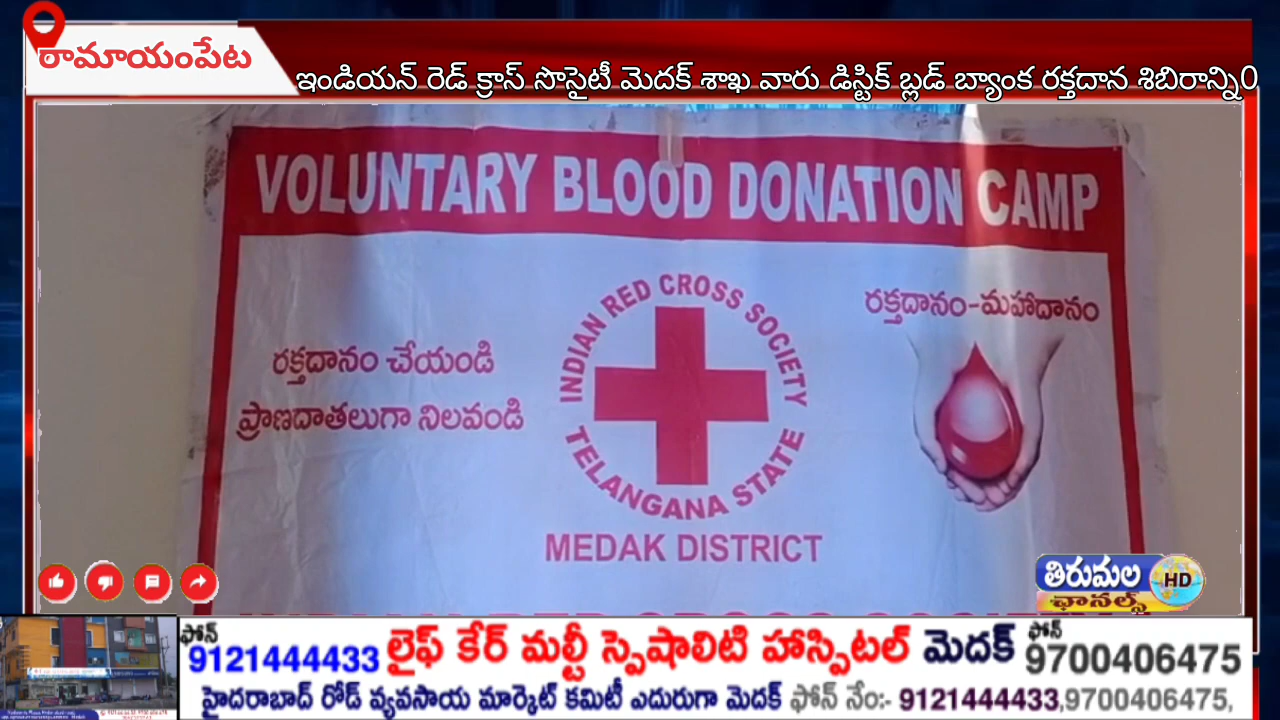 రామాయంపేట
ఇండియన్ రెడ్ క్రాస్ సొసైటీ మెదక్ శాఖ వారు డిస్టిక్ బ్లడ్ బ్యాంక రక్తదాన శిబిరాన్ని0
VOLUNTARY BLOOD DONATION CAMP
INDIAN RED CROSS SOCIETY
TELANGANA STATE
MEDAK DISTRICT
రక్తదానం చేయండి
ప్రాణదాతలుగా నిలవండి
రక్తదానం-మహాదానం
తిరుమల
ఛానల్స్
HD
ఫోన్
9121444433
లైఫ్ కేర్ మల్టీ స్పెషాలిటి హాస్పిటల్ మెదక్
ఫోన్
9700406475
హైదరాబాద్ రోడ్ వ్యవసాయ మార్కెట్ కమిటీ ఎదురుగా మెదక్ ఫోన్ నేం:- 9121444433,9700406475,